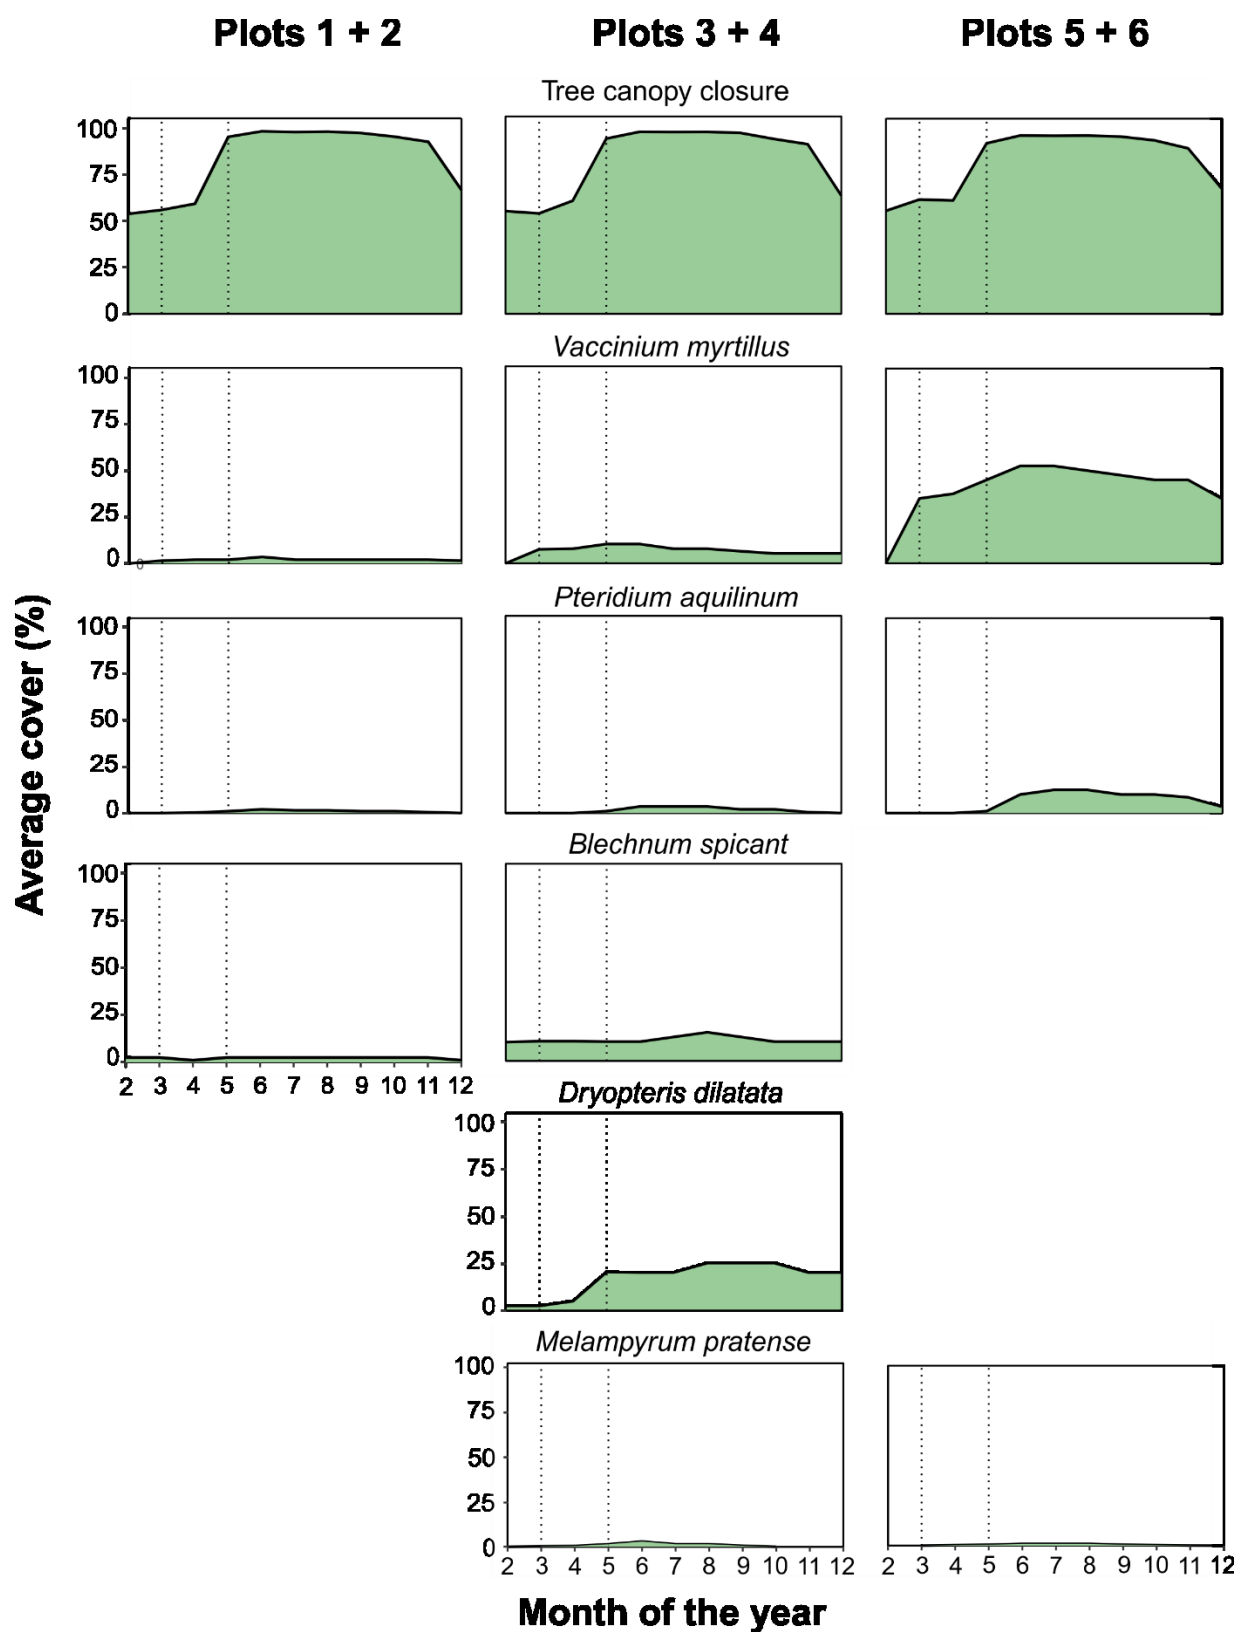 Plots 1 + 2 Plots 3 + 4 Plots 5 + 6
Tree canopy closure
100
75
50
25
0
Vaccinium myrtillus
100
75
50
25
0
0
Pteridium aquilinum
100
75
50
25
0
Average cover (%)
Blechnum spicant
100
75
50
25
0
2 3 4 5 6 7 8 9 10 11 12
Dryopteris dilatata
100
75
50
25
0
Melampyrum pratense
100
75
50
25
0
2 3 4 5 6 7 8 9 10 11 12 2 3 4 5 6 7 8 9 10 11 12
Month of the year